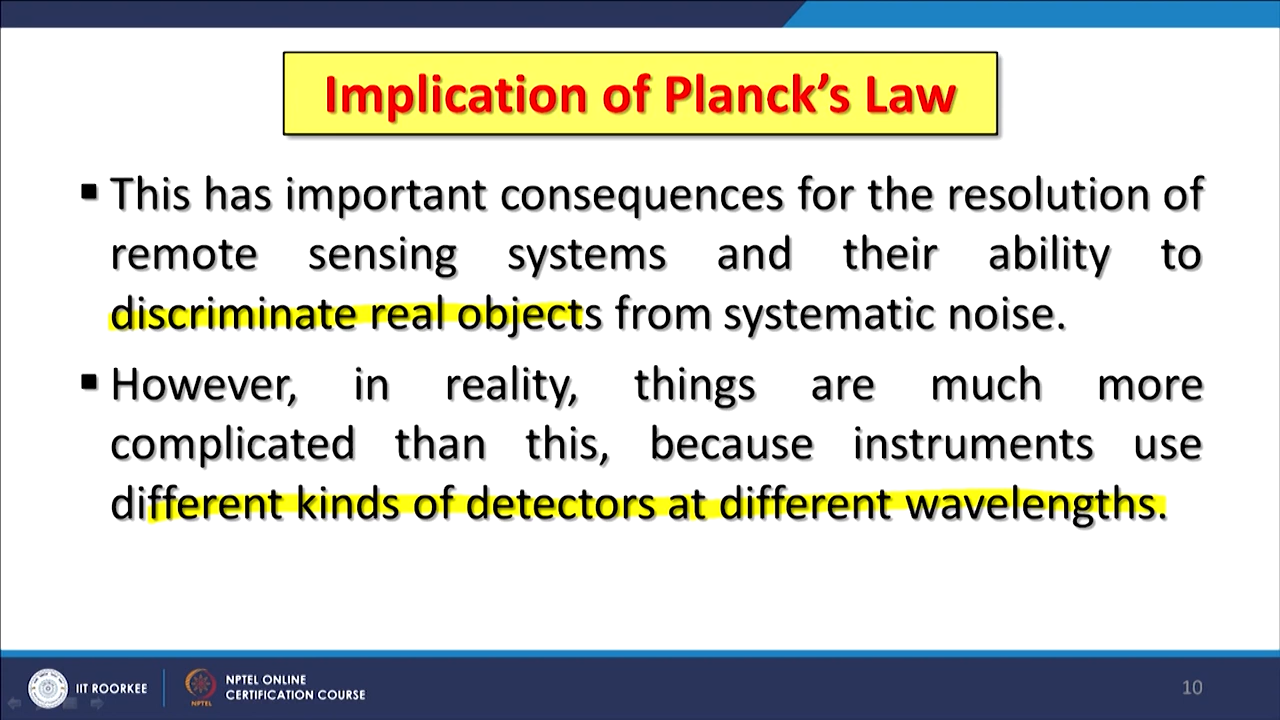 Implication of Planck's Law
▪ This has important consequences for the resolution of
remote sensing systems and their ability to
discriminate real objects from systematic noise.
▪ However, in reality, things are much more
complicated than this, because instruments use
different kinds of detectors at different wavelengths.
IIT ROORKEE
NPTEL
NPTEL ONLINE
CERTIFICATION COURSE
10